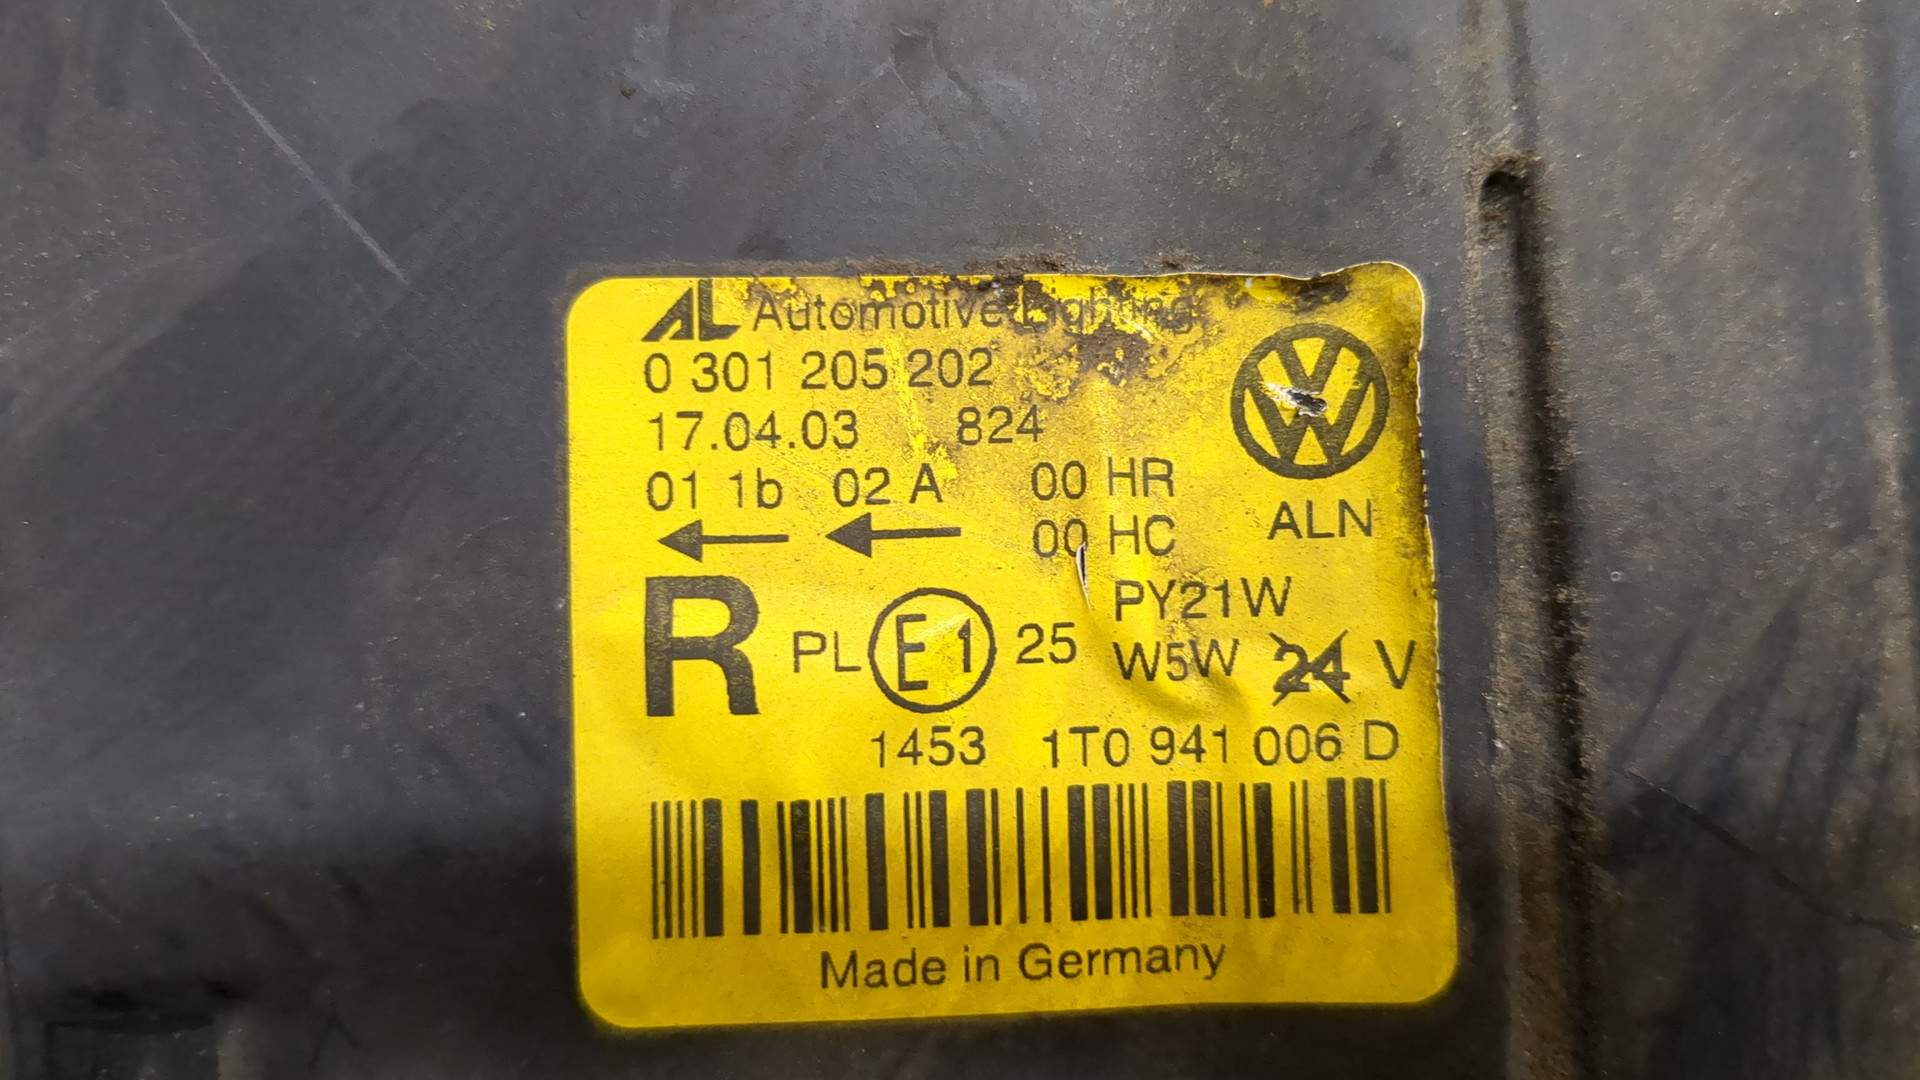 AL Automotive Lighting
0 301 205 202
17.04.03 824
01 1b 02 A 00 HR
00 HC ALN
PY21W
R PL E1 25 W5W 24 V
1453 1T0 941 006 D
Made in Germany